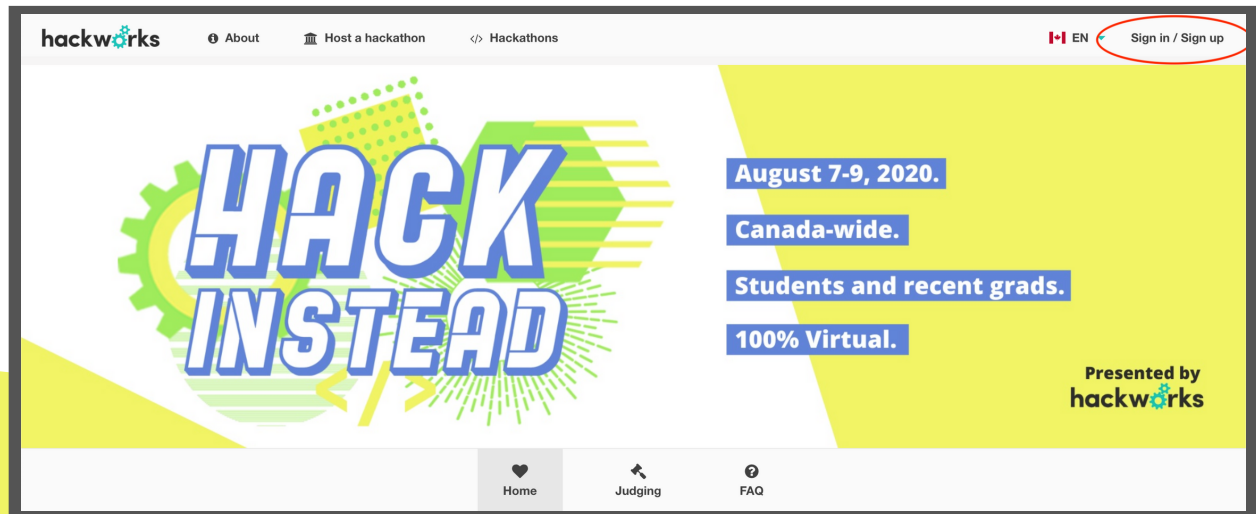 hackworks
About
Host a hackathon
</> Hackathons
EN
Sign in / Sign up
HACK
INSTEAD
</>
August 7-9, 2020.
Canada-wide.
Students and recent grads.
100% Virtual.
Presented by
hackworks
Home
Judging
FAQ